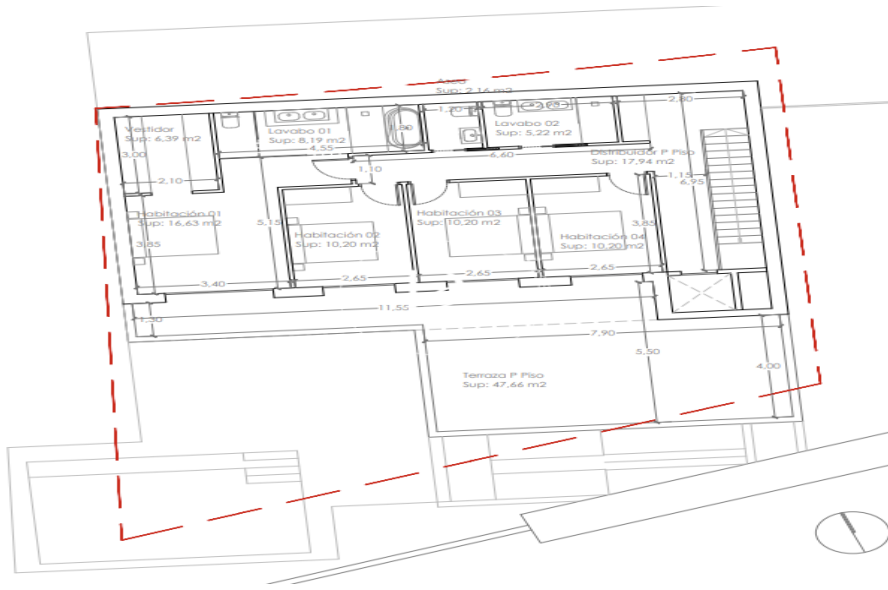 Aseo
Sup: 2,16 m2
1,20
2,90
2,80
Vestidor
Sup: 6,39 m2
Lavabo 01
Sup: 8,19 m2
1,80
Lavabo 02
Sup: 5,22 m2
3,00
4,55
6,60
Distribuidor P Piso
Sup: 17,94 m2
1,10
2,10
1,15
6,95
Habitación 01
Sup: 16,63 m2
5,15
Habitación 03
Sup: 10,20 m2
3,85
Habitación 02
Sup: 10,20 m2
Habitación 04
Sup: 10,20 m2
3,85
3,40
2,65
2,65
2,65
11,55
1,30
7,90
5,50
4,00
Terraza P Piso
Sup: 47,66 m2